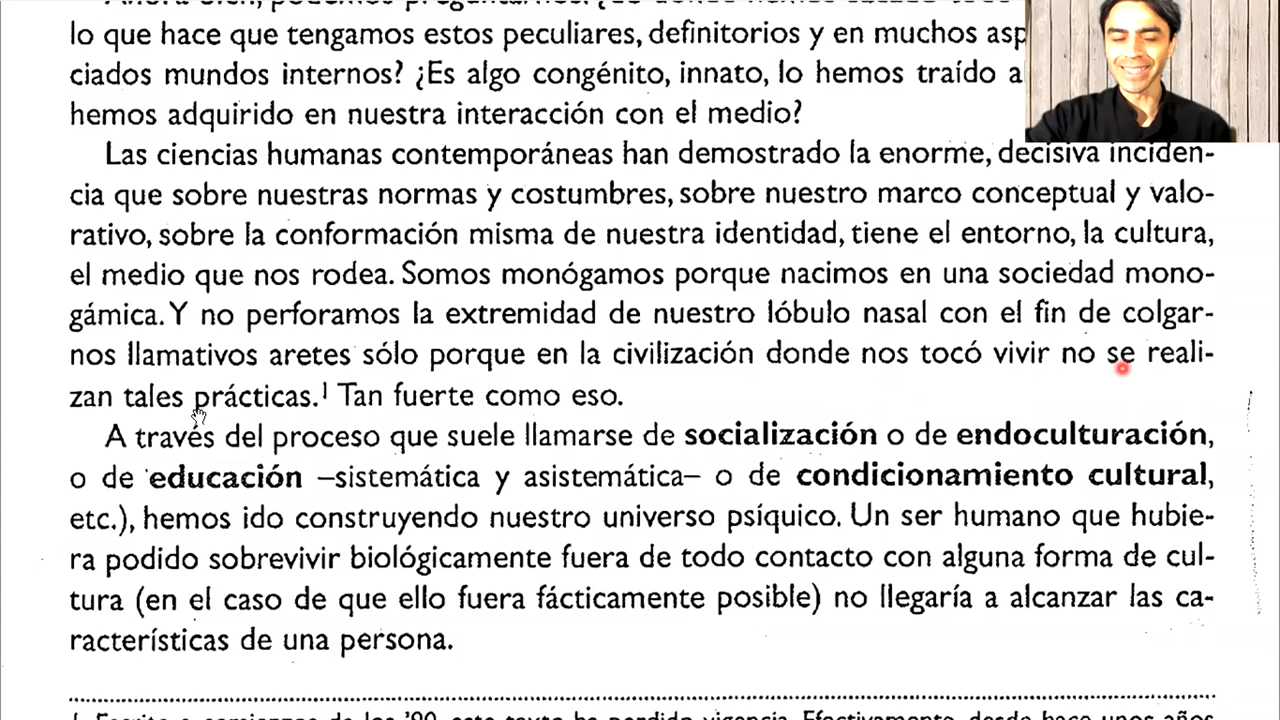 lo que hace que tengamos estos peculiares, definitorios y en muchos asp
ciados mundos internos? ¿Es algo congénito, innato, lo hemos traído a
hemos adquirido en nuestra interacción con el medio?
Las ciencias humanas contemporáneas han demostrado la enorme, decisiva inciden-
cia que sobre nuestras normas y costumbres, sobre nuestro marco conceptual y valo-
rativo, sobre la conformación misma de nuestra identidad, tiene el entorno, la cultura,
el medio que nos rodea. Somos monógamos porque nacimos en una sociedad mono-
gámica. Y no perforamos la extremidad de nuestro lóbulo nasal con el fin de colgar-
nos llamativos aretes sólo porque en la civilización donde nos tocó vivir no se reali-
zan tales prácticas.¹ Tan fuerte como eso.
A través del proceso que suele llamarse de socialización o de endoculturación,
o de educación –sistemática y asistemática– o de condicionamiento cultural,
etc.), hemos ido construyendo nuestro universo psíquico. Un ser humano que hubie-
ra podido sobrevivir biológicamente fuera de todo contacto con alguna forma de cul-
tura (en el caso de que ello fuera fácticamente posible) no llegaría a alcanzar las ca-
racterísticas de una persona.